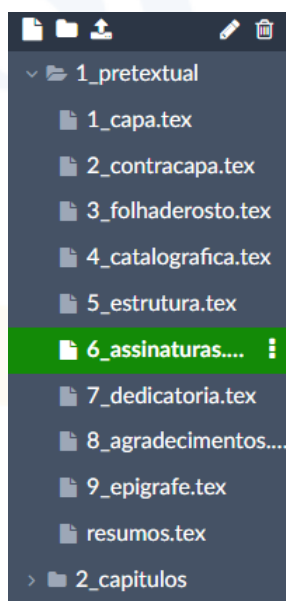 1_pretextual
1_capa.tex
2_contracapa.tex
3_folhaderosto.tex
4_catalografica.tex
5_estrutura.tex
6_assinaturas....
7_dedicatoria.tex
8_agradecimentos....
9_epigrafe.tex
resumos.tex
2_capitulos